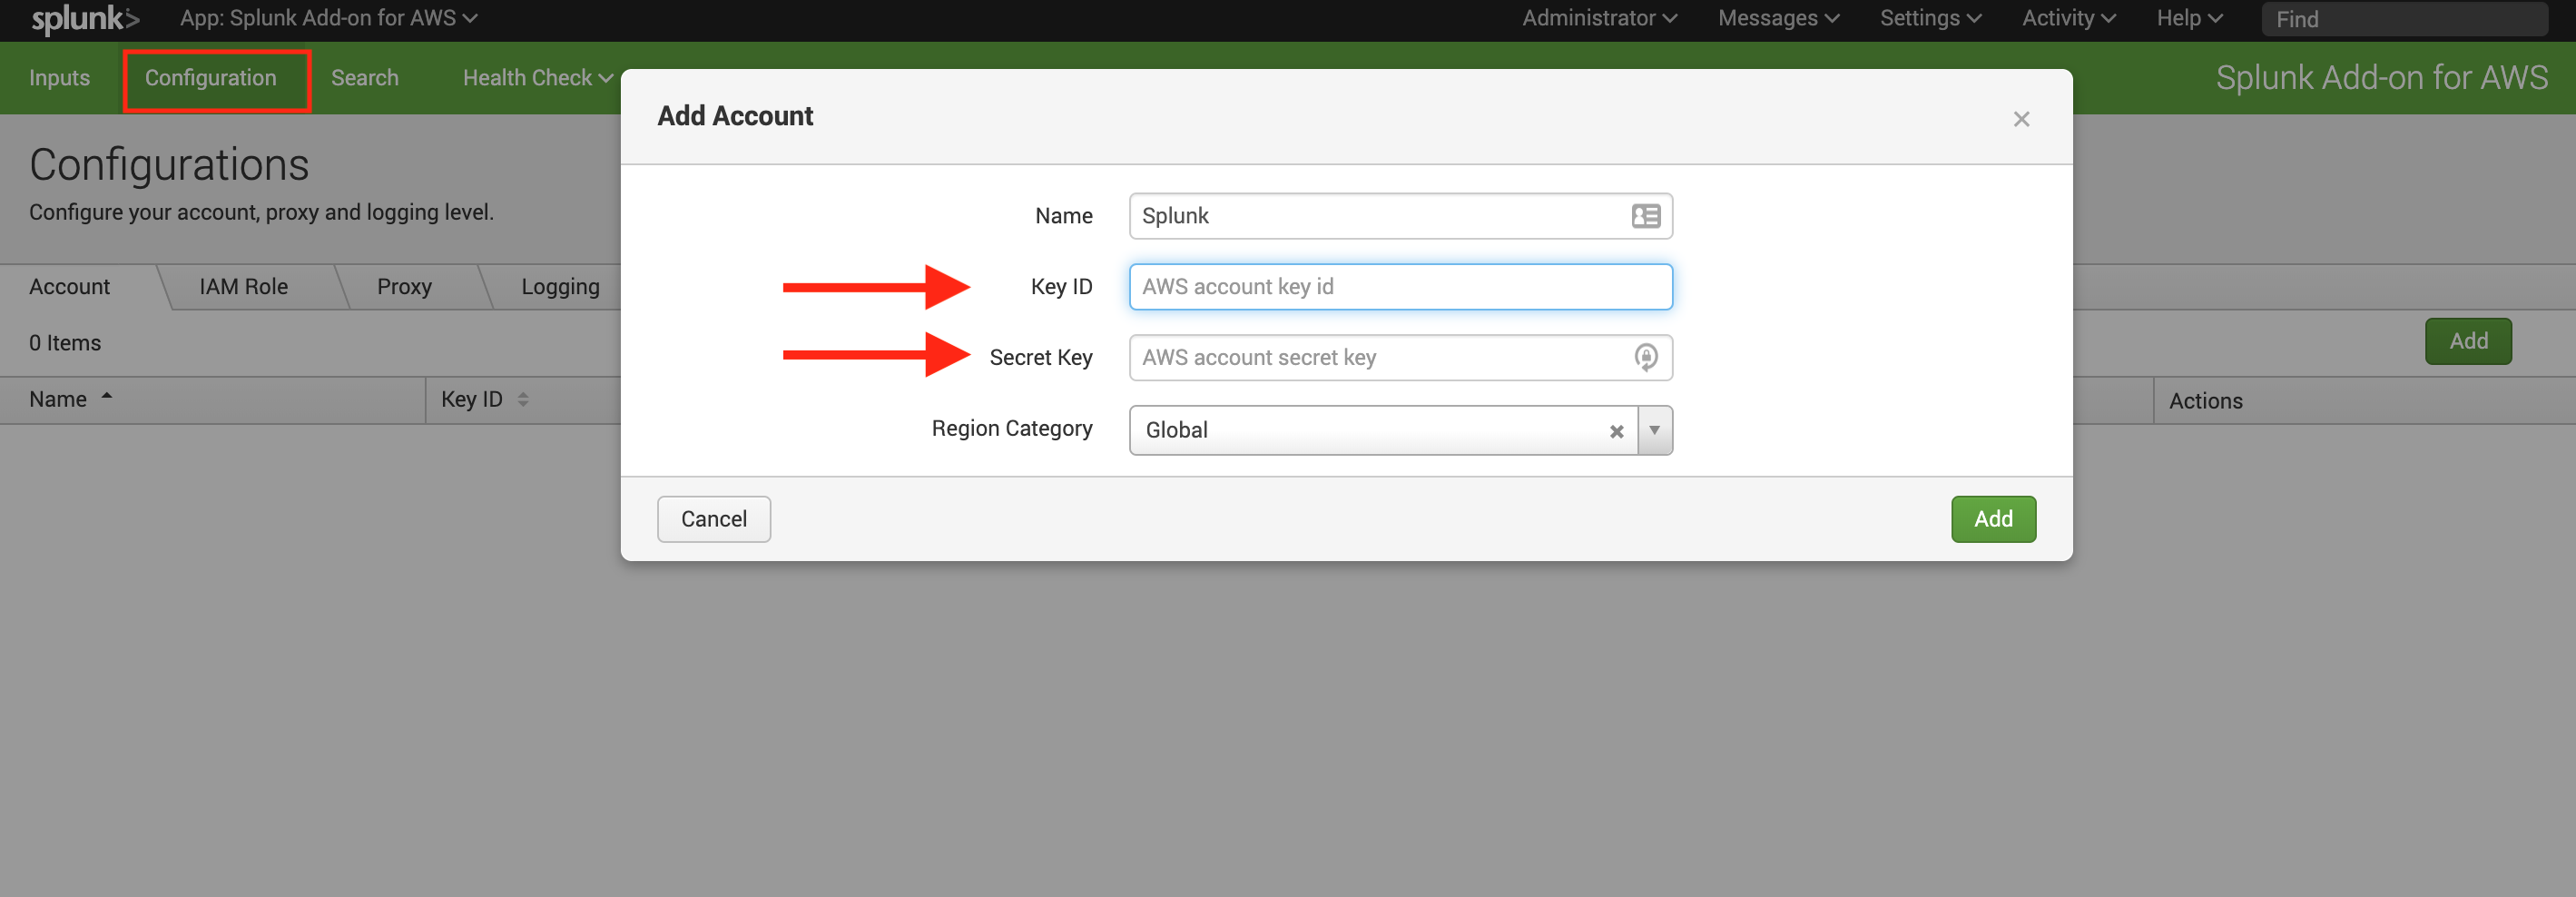 splunk> App: Splunk Add-on for AWS Administrator Messages Settings Activity Help Find
Inputs Configuration Search Health Check Splunk Add-on for AWS
Add Account
Configurations
Configure your account, proxy and logging level.
Name Splunk
Key ID AWS account key id
Secret Key AWS account secret key
Region Category Global
Cancel Add
Account IAM Role Proxy Logging
0 Items Add
Name Key ID Actions